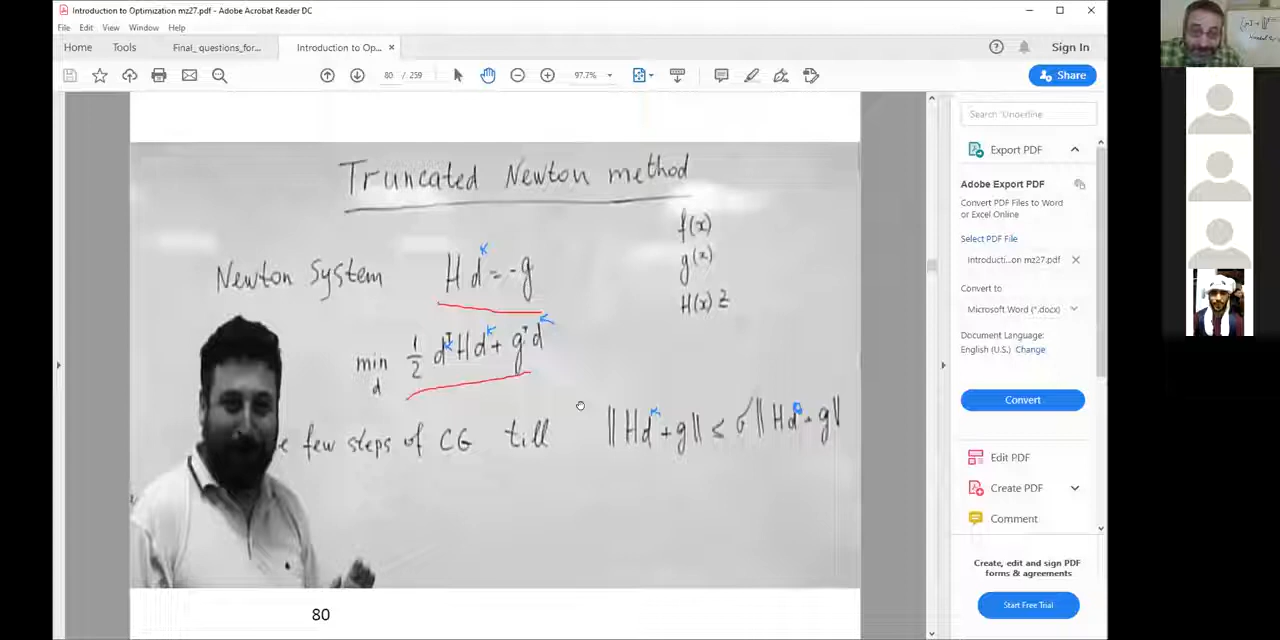 Introduction to Optimization mz27.pdf - Adobe Acrobat Reader DC
File Edit View Window Help
Home Tools Final_questions_for... Introduction to Op... × Sign In
80 / 259 97.7% Share
Truncated Newton method
f(x)
g(x)
H(x) z
Newton System H d^k = -g
min d 1/2 d^k^T H d^k + g^T d^k
e few steps of CG till ‖Hd^k + g‖ ≤ σ‖Hd^0 + g‖
80
Search "Underline
Export PDF
Adobe Export PDF
Convert PDF Files to Word
or Excel Online
Select PDF File
Introducti...on mz27.pdf ×
Convert to
Microsoft Word (*.docx)
Document Language:
English (U.S.) Change
Convert
Edit PDF
Create PDF
Comment
Create, edit and sign PDF
forms & agreements
Start Free Trial